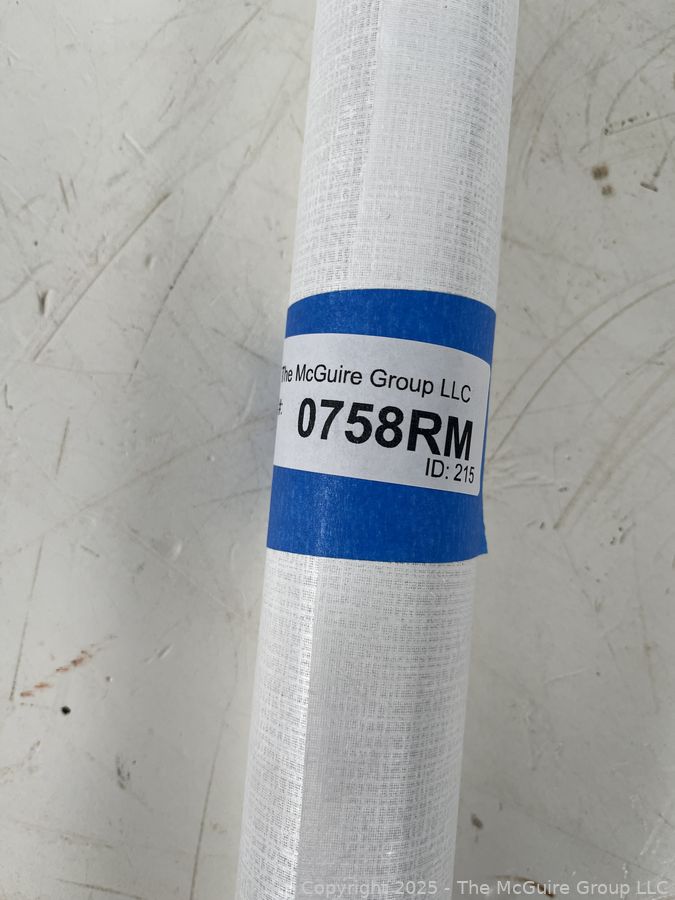 The McGuire Group LLC
#: 0758RM
ID: 215
Copyright 2025 - The McGuire Group LLC